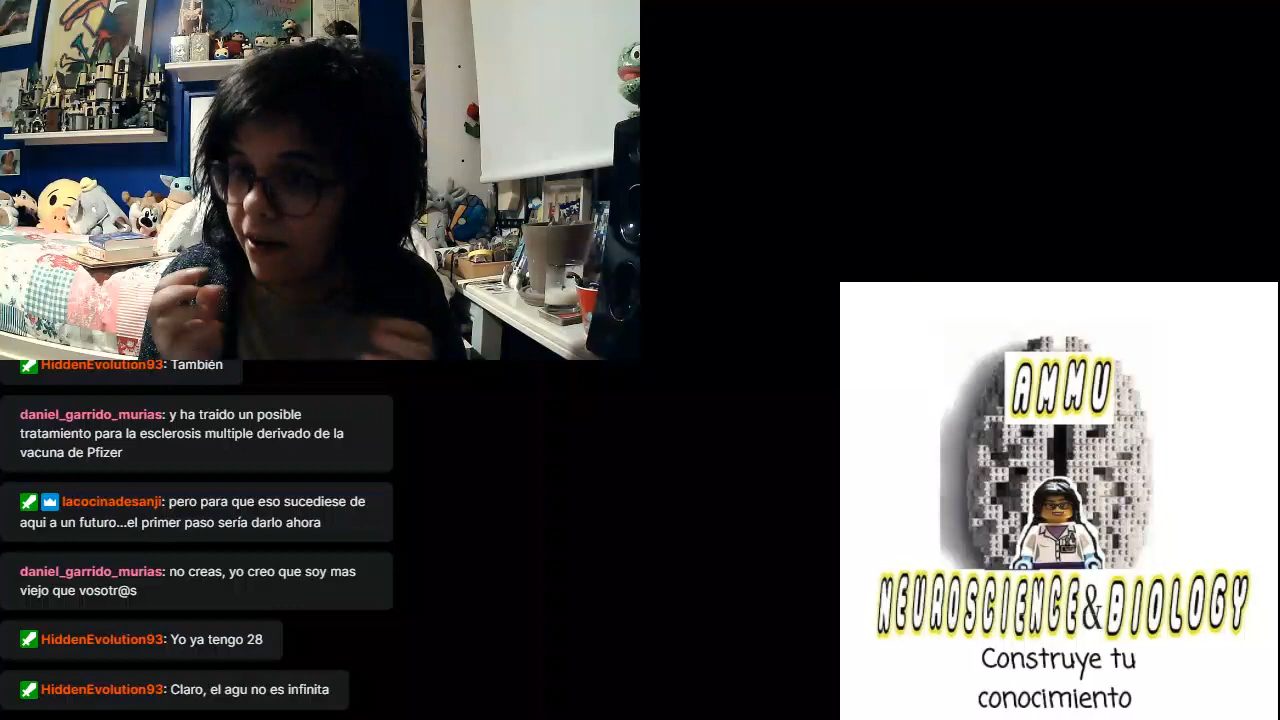 HiddenEvolution93: También
daniel_garrido_murias: y ha traido un posible
tratamiento para la esclerosis multiple derivado de la
vacuna de Pfizer
lacocinadesanji: pero para que eso sucediese de
aqui a un futuro...el primer paso sería darlo ahora
daniel_garrido_murias: no creas, yo creo que soy mas
viejo que vosotr@s
HiddenEvolution93: Yo ya tengo 28
HiddenEvolution93: Claro, el agu no es infinita
AMMU
NEUROSCIENCE&BIOLOGY
Construye tu
conocimiento